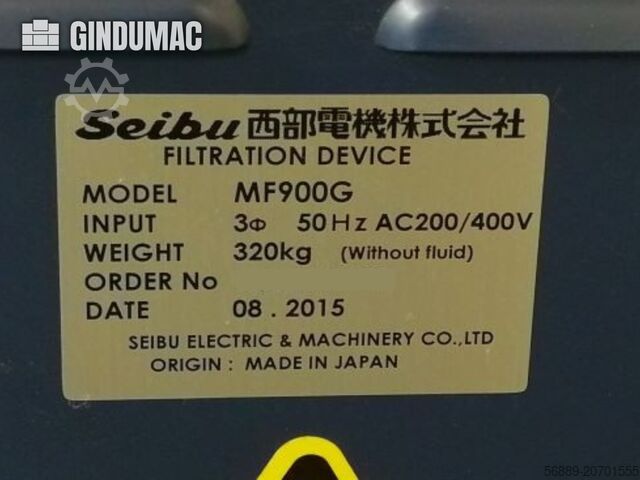 GINDUMAC
Seibu 西部電機株式会社
FILTRATION DEVICE
MODEL MF900G
INPUT 3Φ 50Hz AC200/400V
WEIGHT 320kg (Without fluid)
ORDER No
DATE 08.2015
SEIBU ELECTRIC & MACHINERY CO.,LTD
ORIGIN : MADE IN JAPAN
56889-20701555